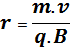 r = m.v / q.B